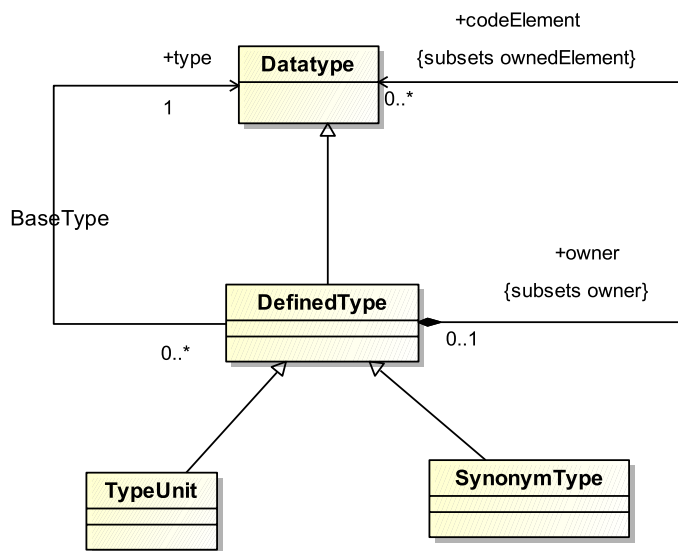 +codeElement
+type
Datatype
{subsets ownedElement}
1
0..*
BaseType
+owner
DefinedType
{subsets owner}
0..1
0..*
TypeUnit
SynonymType